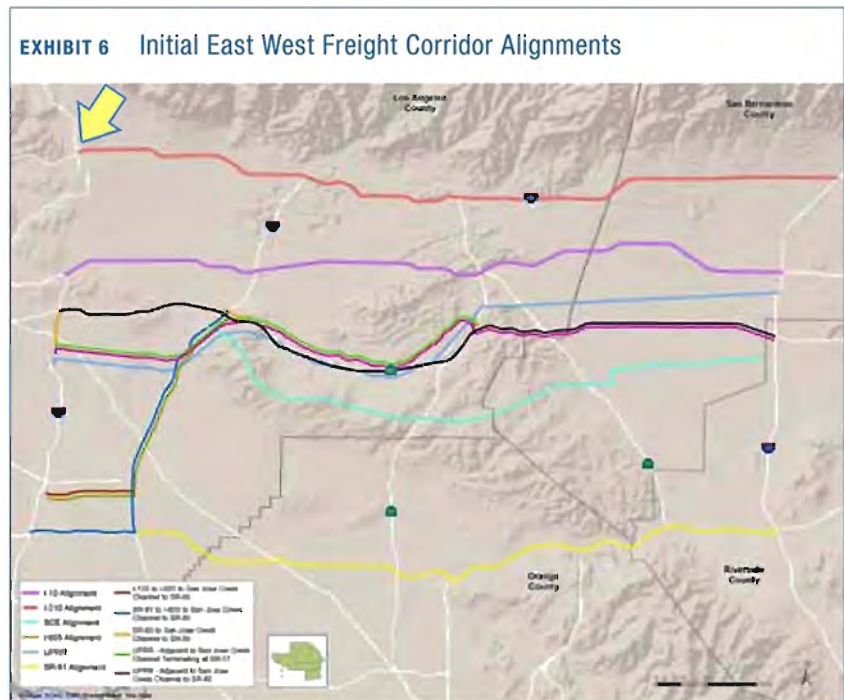 EXHIBIT 6 Initial East West Freight Corridor Alignments
Los Angeles
County
San Bernardino
County
Orange
County
Riverside
County
I-10 Alignment
I-210 Alignment
SCE Alignment
I-605 Alignment
UPRR
SR-91 Alignment
to San Jose Creek
Channel to SR-60
SR-91 to I-605 to San Jose Creek
Channel to SR-60
SR-60 to San Jose Creek
Channel to SR-60
UPRR - Adjacent to San Jose Creek
Channel Terminating at SR-57
UPRR - Adjacent to San Jose
Creek Channel to SR-60